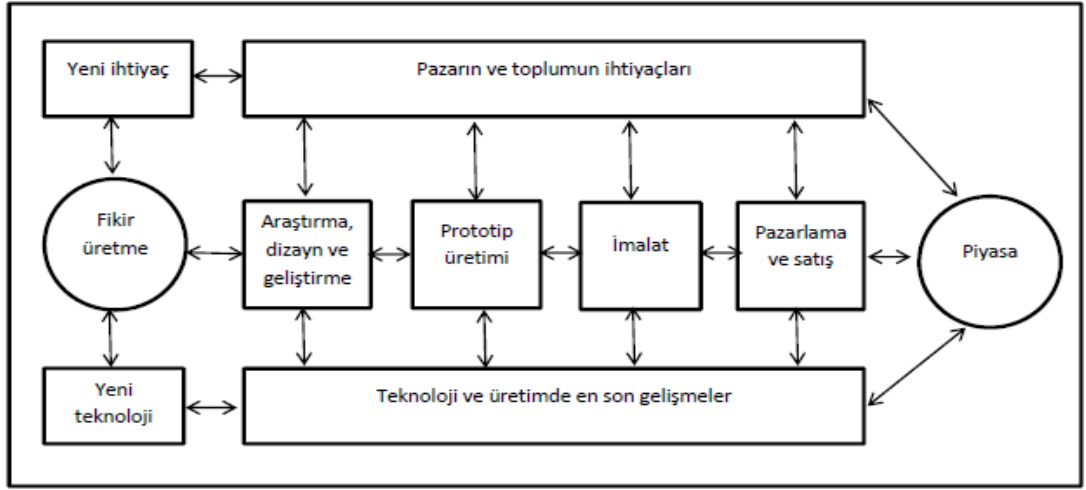 Yeni ihtiyaç
Pazarın ve toplumun ihtiyaçları
Fikir
üretme
Araştırma,
dizayn ve
geliştirme
Prototip
üretimi
İmalat
Pazarlama
ve satış
Piyasa
Yeni
teknoloji
Teknoloji ve üretimde en son gelişmeler